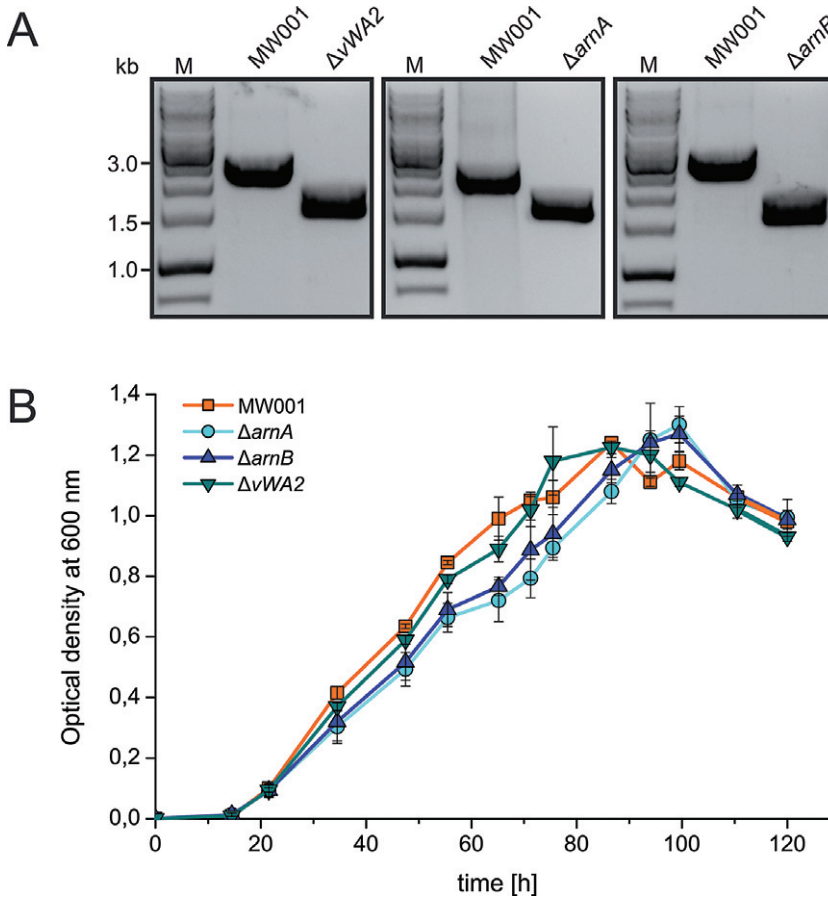 A
kb M MW001 ΔvWA2 M MW001 ΔarnA M MW001 ΔarnB
3.0
1.5
1.0
B
1,4
1,2
1,0
0,8
0,6
0,4
0,2
0,0
MW001
ΔarnA
ΔarnB
ΔvWA2
Optical density at 600 nm
0 20 40 60 80 100 120
time [h]